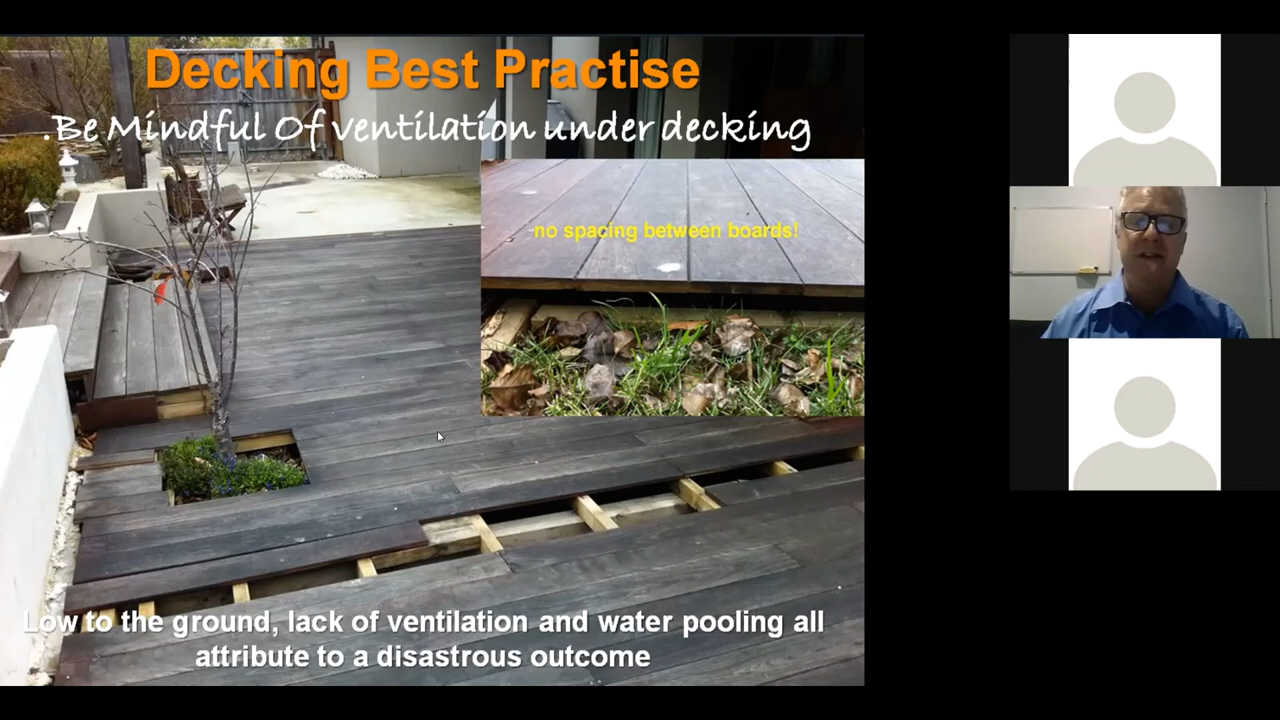 Decking Best Practise
.Be Mindful Of ventilation under decking
no spacing between boards!
Low to the ground, lack of ventilation and water pooling all
attribute to a disastrous outcome